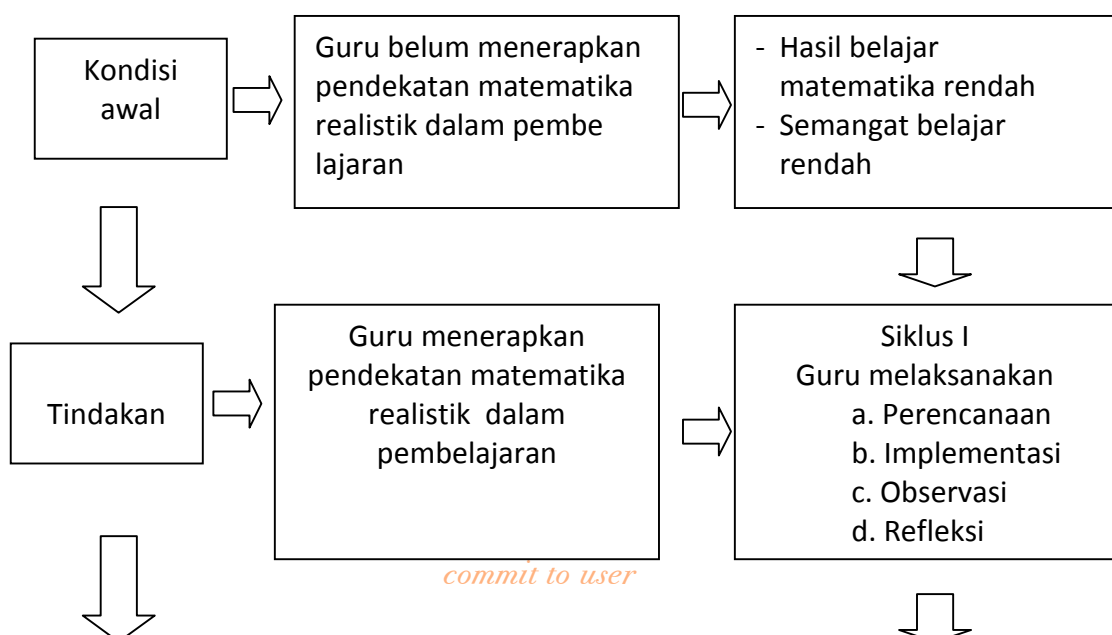 Kondisi
awal
Guru belum menerapkan
pendekatan matematika
realistik dalam pembe
lajaran
- Hasil belajar
matematika rendah
- Semangat belajar
rendah
Tindakan
Guru menerapkan
pendekatan matematika
realistik dalam
pembelajaran
Siklus I
Guru melaksanakan
a. Perencanaan
b. Implementasi
c. Observasi
d. Refleksi
commit to user